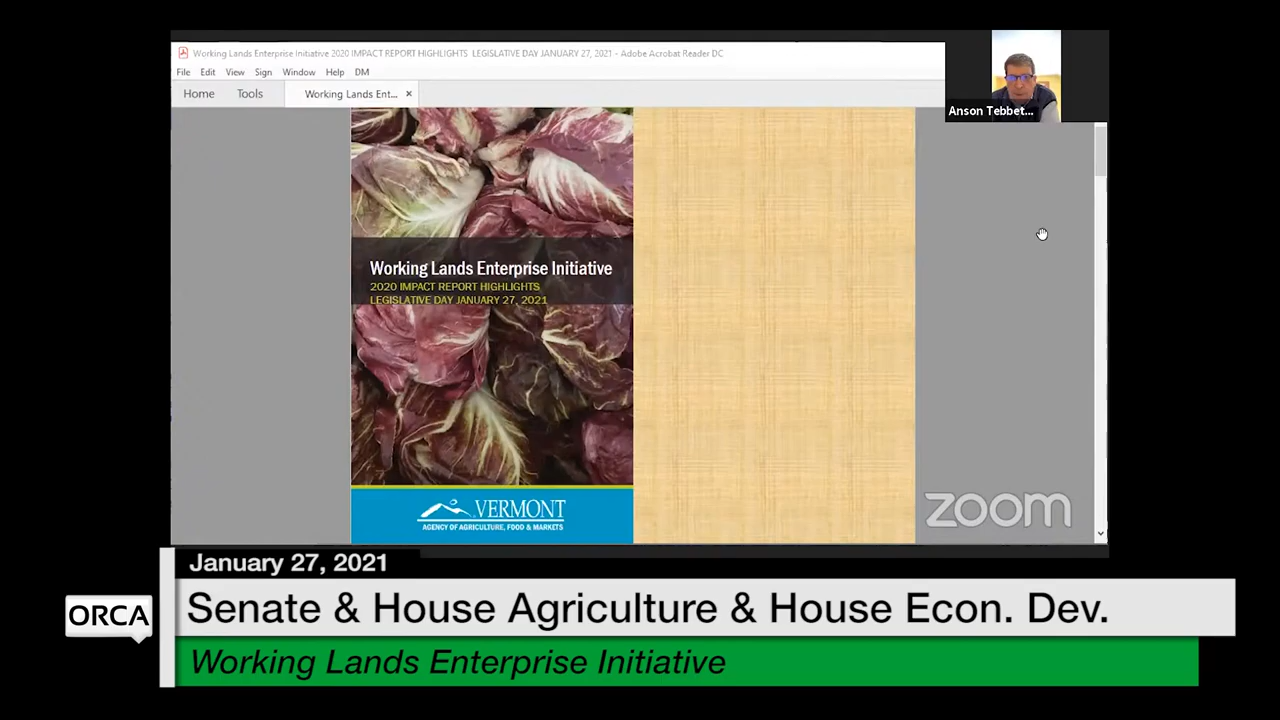 Working Lands Enterprise Initiative 2020 IMPACT REPORT HIGHLIGHTS LEGISLATIVE DAY JANUARY 27, 2021 - Adobe Acrobat Reader DC
File Edit View Sign Window Help DM
Home Tools Working Lands Ent... ×
Anson Tebbet...
Working Lands Enterprise Initiative
2020 IMPACT REPORT HIGHLIGHTS
LEGISLATIVE DAY JANUARY 27, 2021
VERMONT
AGENCY OF AGRICULTURE, FOOD & MARKETS
zoom
January 27, 2021
ORCA
Senate & House Agriculture & House Econ. Dev.
Working Lands Enterprise Initiative